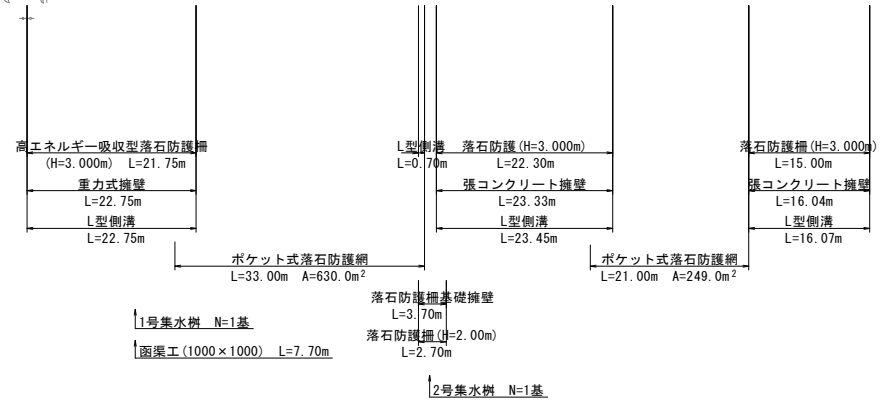 高エネルギー吸収型落石防護柵
(H=3.000m) L=21.75m
重力式擁壁
L=22.75m
L型側溝
L=22.75m
L型側溝
L=0.70m
落石防護(H=3.000m)
L=22.30m
張コンクリート擁壁
L=23.33m
L型側溝
L=23.45m
落石防護柵(H=3.000m)
L=15.00m
張コンクリート擁壁
L=16.04m
L型側溝
L=16.07m
ポケット式落石防護網
L=33.00m A=630.0m²
ポケット式落石防護網
L=21.00m A=249.0m²
落石防護柵基礎擁壁
L=3.70m
落石防護柵(H=2.00m)
L=2.70m
1号集水桝 N=1基
函渠工(1000×1000) L=7.70m
2号集水桝 N=1基